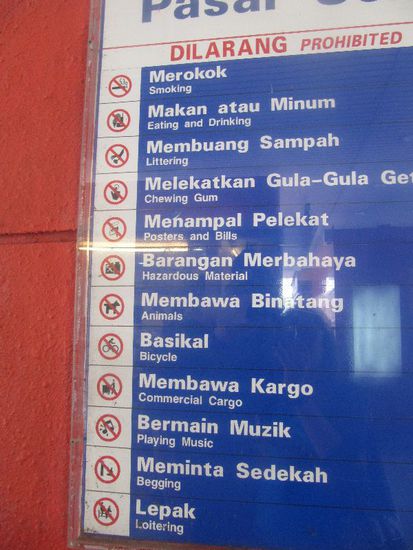 Pasar
DILARANG PROHIBITED
Merokok
Smoking
Makan atau Minum
Eating and Drinking
Membuang Sampah
Littering
Melekatkan Gula-Gula Get
Chewing Gum
Menampal Pelekat
Posters and Bills
Barangan Merbahaya
Hazardous Material
Membawa Binatang
Animals
Basikal
Bicycle
Membawa Kargo
Commercial Cargo
Bermain Muzik
Playing Music
Meminta Sedekah
Begging
Lepak
Loitering